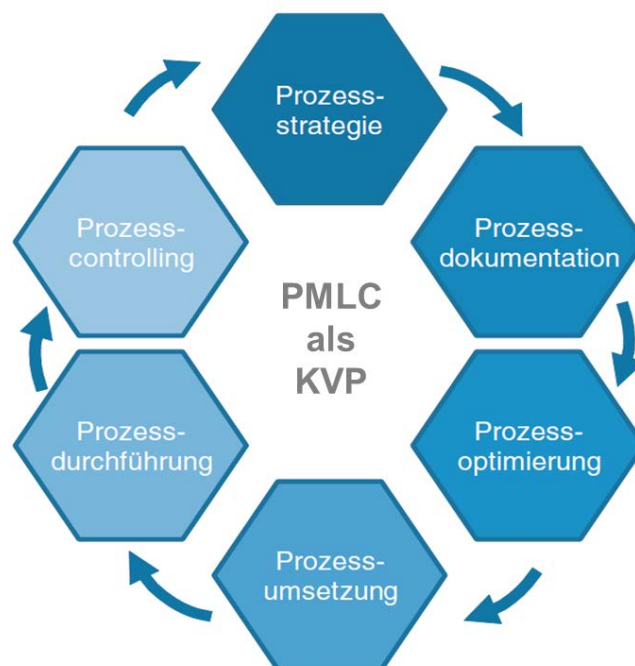 Prozess-
strategie
Prozess-
dokumentation
Prozess-
optimierung
Prozess-
umsetzung
Prozess-
durchführung
Prozess-
controlling
PMLC
als
KVP